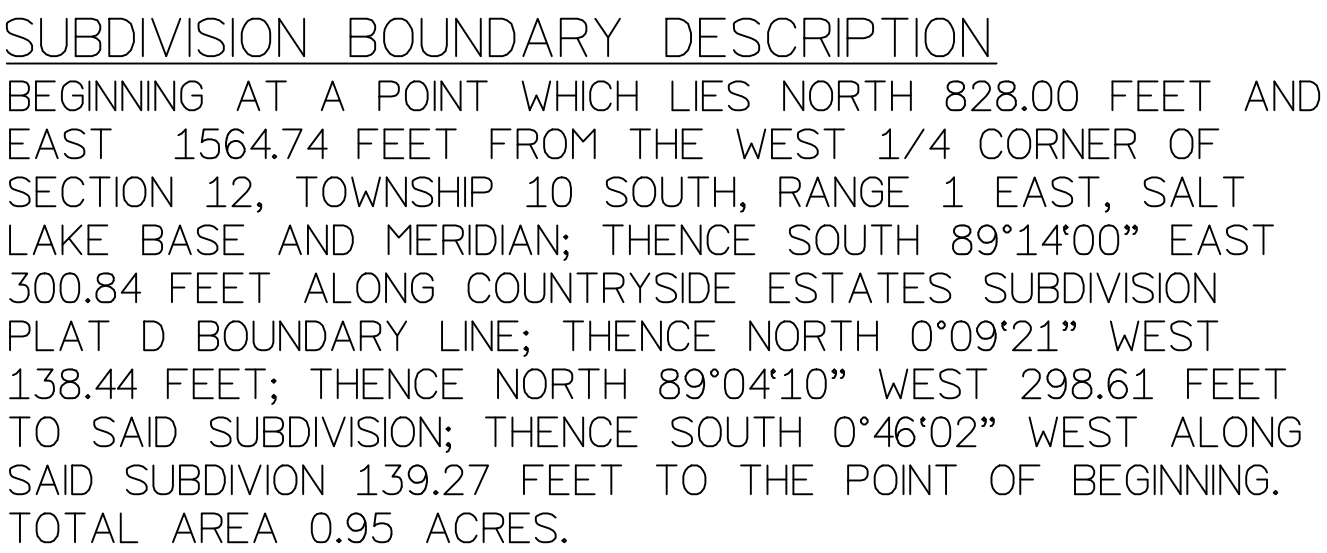 SUBDIVISION BOUNDARY DESCRIPTION
BEGINNING AT A POINT WHICH LIES NORTH 828.00 FEET AND
EAST 1564.74 FEET FROM THE WEST 1/4 CORNER OF
SECTION 12, TOWNSHIP 10 SOUTH, RANGE 1 EAST, SALT
LAKE BASE AND MERIDIAN; THENCE SOUTH 89°14‘00” EAST
300.84 FEET ALONG COUNTRYSIDE ESTATES SUBDIVISION
PLAT D BOUNDARY LINE; THENCE NORTH 0°09‘21” WEST
138.44 FEET; THENCE NORTH 89°04‘10” WEST 298.61 FEET
TO SAID SUBDIVISION; THENCE SOUTH 0°46‘02” WEST ALONG
SAID SUBDIVION 139.27 FEET TO THE POINT OF BEGINNING.
TOTAL AREA 0.95 ACRES.